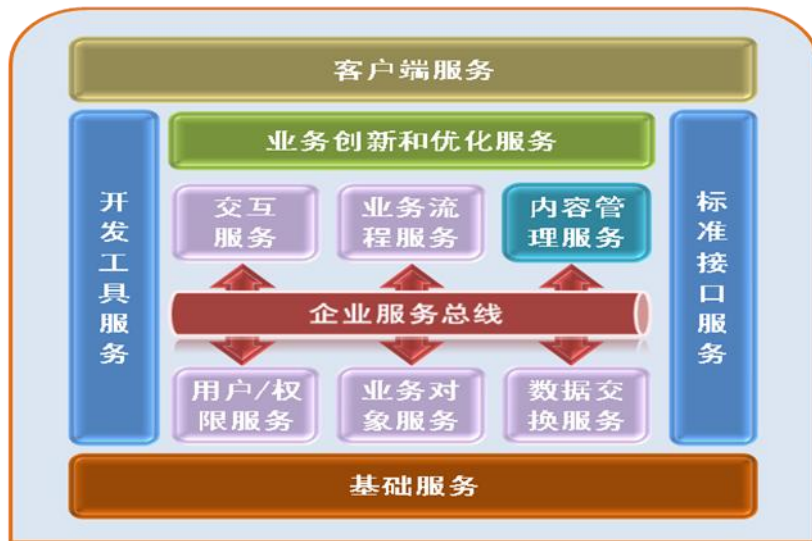 客户端服务
业务创新和优化服务
开
发
工
具
服
务
交互
服务
业务流
程服务
内容管
理服务
标
准
接
口
服
务
企业服务总线
用户/权
限服务
业务对
象服务
数据交
换服务
基础服务